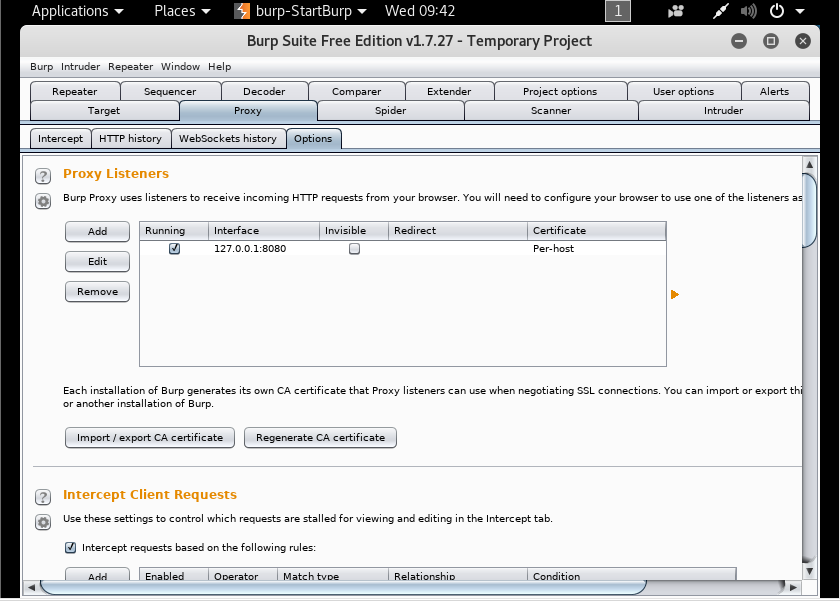 Applications Places burp-StartBurp Wed 09:42 1
Burp Suite Free Edition v1.7.27 - Temporary Project
Burp Intruder Repeater Window Help
Repeater Sequencer Decoder Comparer Extender Project options User options Alerts
Target Proxy Spider Scanner Intruder
Intercept HTTP history WebSockets history Options
? Proxy Listeners
Burp Proxy uses listeners to receive incoming HTTP requests from your browser. You will need to configure your browser to use one of the listeners as
Add Running Interface Invisible Redirect Certificate
127.0.0.1:8080 Per-host
Edit
Remove
Each installation of Burp generates its own CA certificate that Proxy listeners can use when negotiating SSL connections. You can import or export thi
or another installation of Burp.
Import / export CA certificate Regenerate CA certificate
? Intercept Client Requests
Use these settings to control which requests are stalled for viewing and editing in the Intercept tab.
Intercept requests based on the following rules:
Add Enabled Operator Match type Relationship Condition